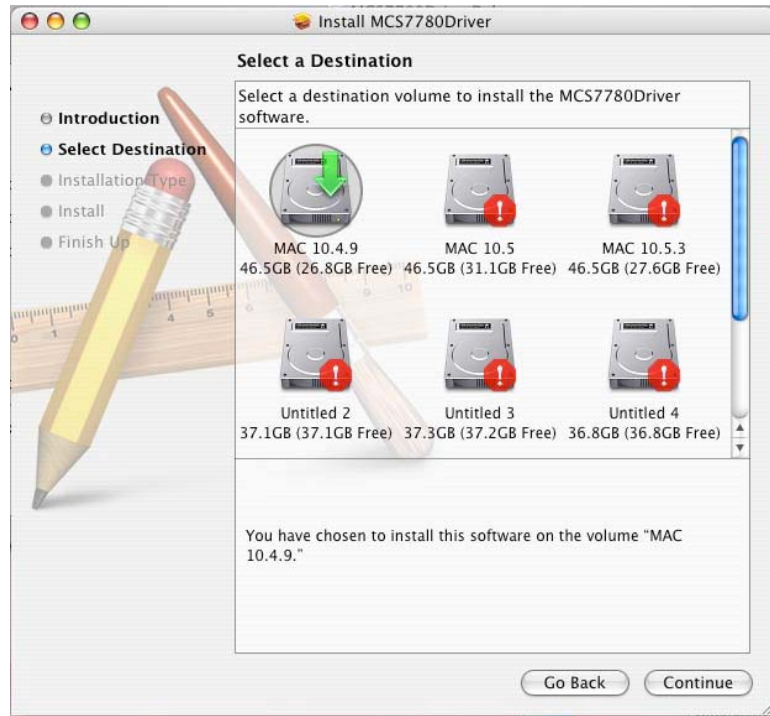 Install MCS7780Driver
Select a Destination
Introduction
Select Destination
Installation Type
Install
Finish Up
Select a destination volume to install the MCS7780Driver
software.
MAC 10.4.9
46.5GB (26.8GB Free)
MAC 10.5
46.5GB (31.1GB Free)
MAC 10.5.3
46.5GB (27.6GB Free)
Untitled 2
37.1GB (37.1GB Free)
Untitled 3
37.3GB (37.2GB Free)
Untitled 4
36.8GB (36.8GB Free)
You have chosen to install this software on the volume “MAC
10.4.9.”
Go Back
Continue